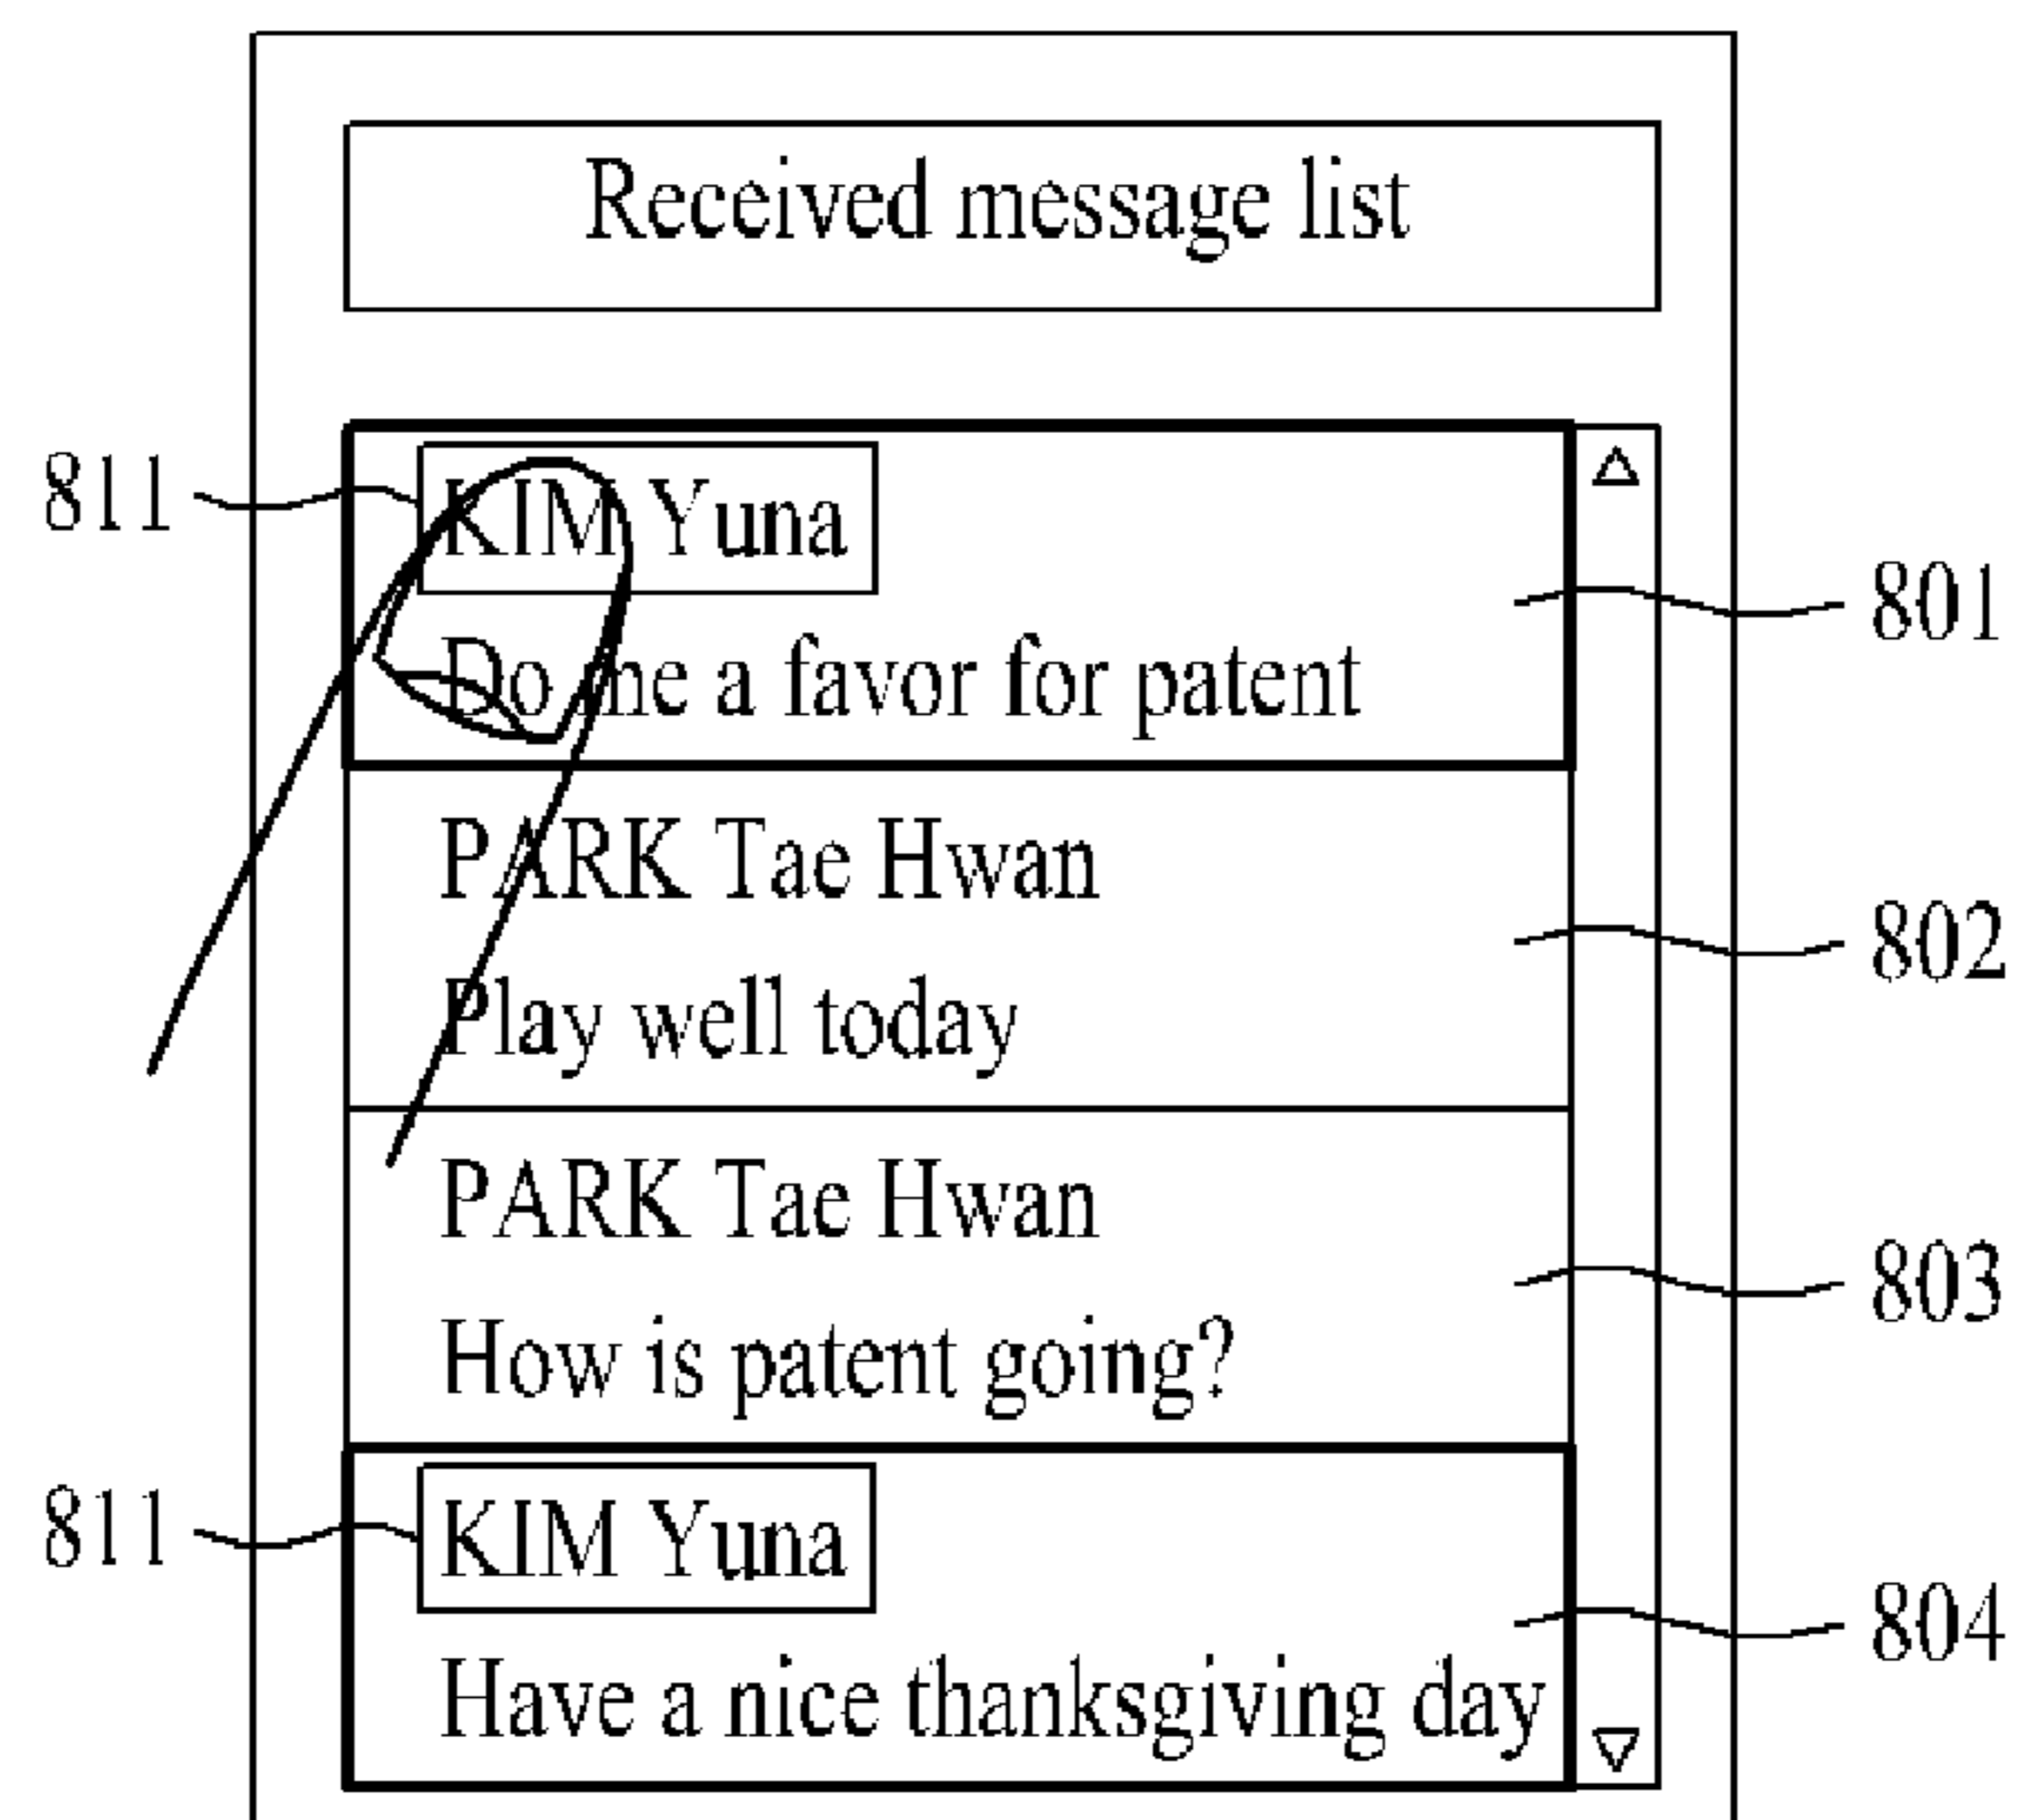 Received message list
811
KIM Yuna
801
Do me a favor for patent
PARK Tae Hwan
802
Play well today
PARK Tae Hwan
803
How is patent going?
811
KIM Yuna
804
Have a nice thanksgiving day